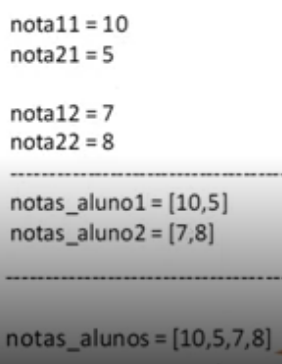 nota11 = 10
nota21 = 5
nota12 = 7
nota22 = 8
---------------------------------
notas_aluno1 = [10,5]
notas_aluno2 = [7,8]
---------------------------------
notas_alunos = [10,5,7,8]